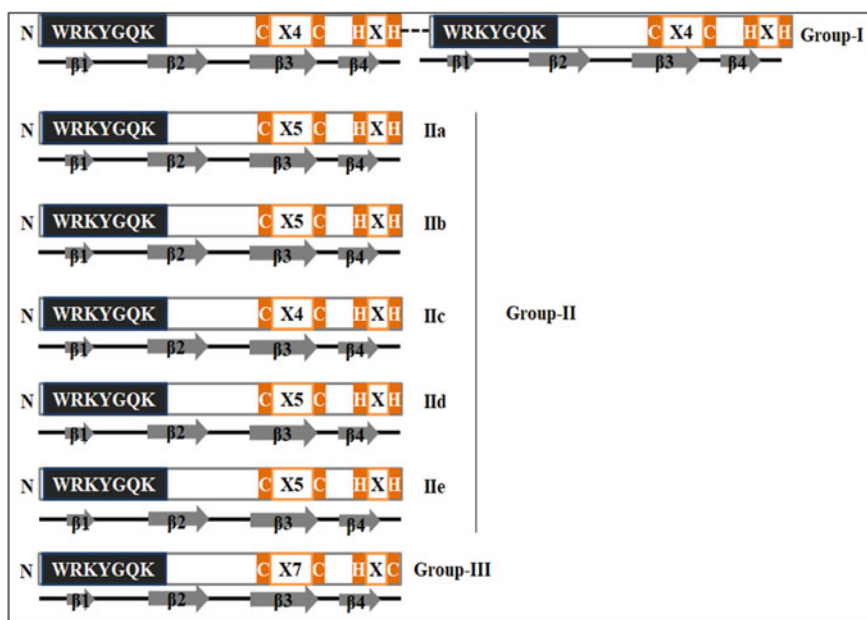 N WRKYGQK C X4 C H X H WRKYGQK C X4 C H X H Group-I
β1 β2 β3 β4 β1 β2 β3 β4
N WRKYGQK C X5 C H X H IIa
β1 β2 β3 β4
N WRKYGQK C X5 C H X H IIb
β1 β2 β3 β4
N WRKYGQK C X4 C H X H IIc Group-II
β1 β2 β3 β4
N WRKYGQK C X5 C H X H IId
β1 β2 β3 β4
N WRKYGQK C X5 C H X H IIe
β1 β2 β3 β4
N WRKYGQK C X7 C H X C Group-III
β1 β2 β3 β4